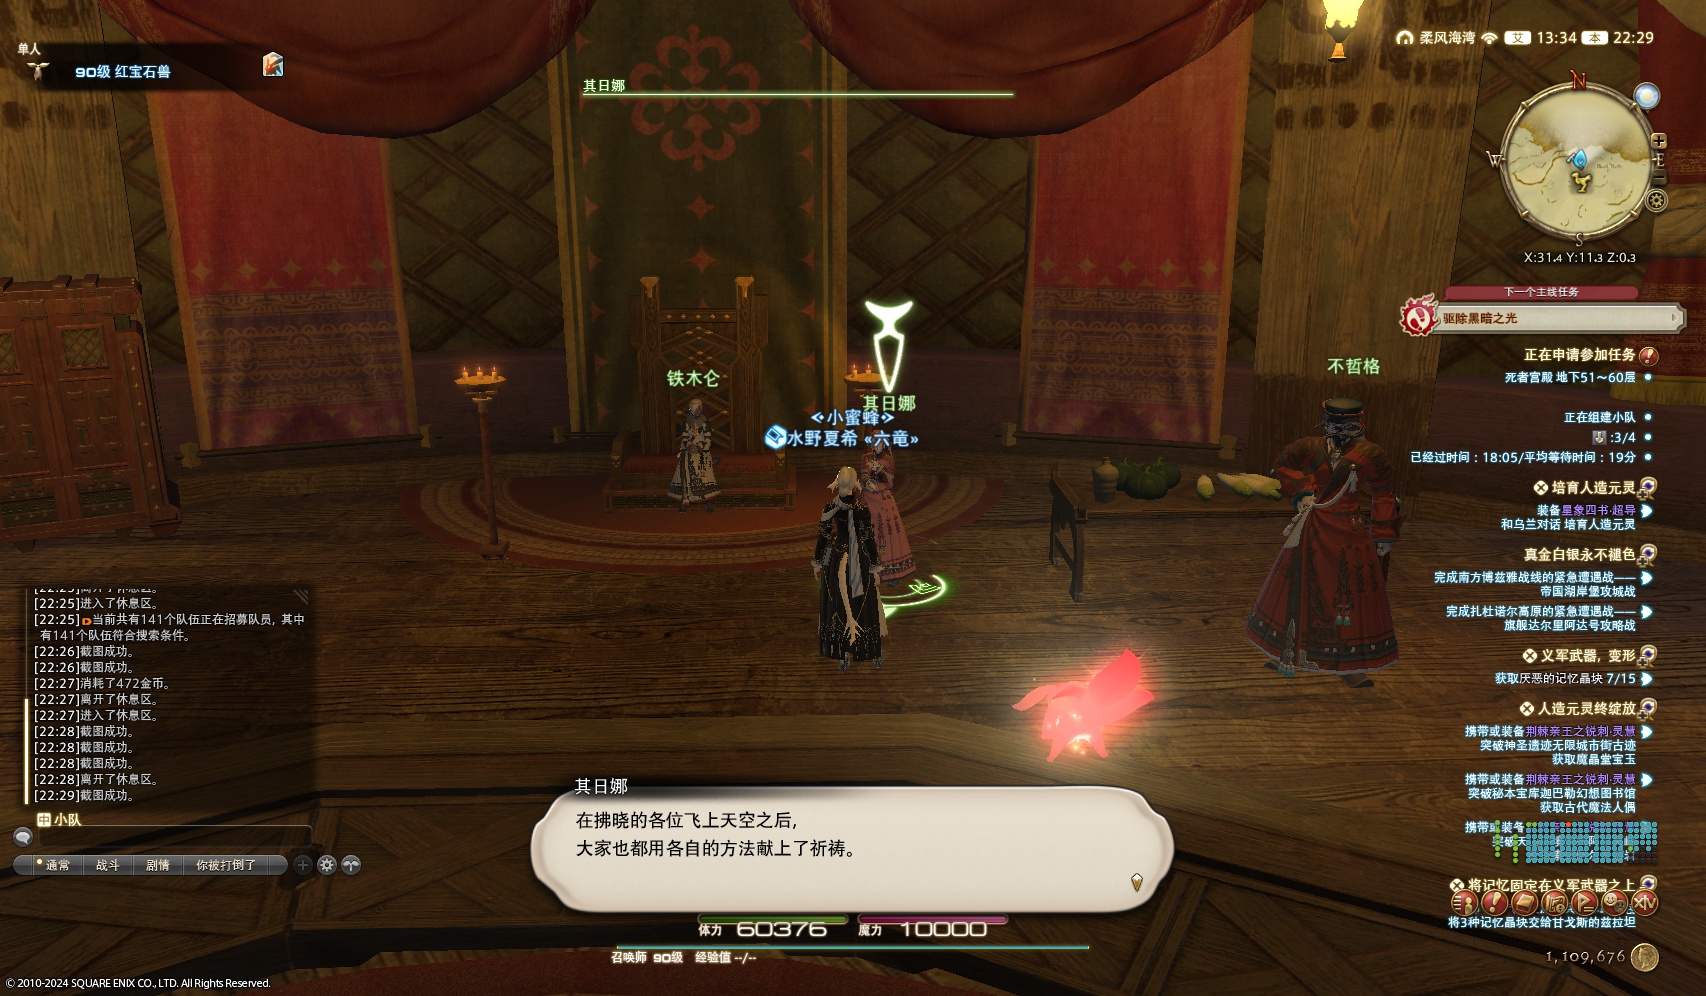 单人
90级 红宝石兽
其日娜
柔风海湾 艾 13:34 本 22:29
N
W
E
S
X:31.4 Y:11.3 Z:0.3
下一个主线任务
驱除黑暗之光
正在申请参加任务
死者宫殿 地下51～60层
正在组建小队
:3/4
已经过时间：18:05/平均等待时间：19分
培育人造元灵
装备星象四书·超导
和乌兰对话 培育人造元灵
真金白银永不褪色
完成南方博兹雅战线的紧急遭遇战——
帝国湖岸堡攻城战
完成扎杜诺尔高原的紧急遭遇战——
旗舰达尔里阿达号攻略战
义军武器，变形
获取厌恶的记忆晶块 7/15
人造元灵终绽放
携带或装备荆棘亲王之锐刺·灵慧
突破神圣遗迹无限城市街古迹
获取魔晶堂宝玉
携带或装备荆棘亲王之锐刺·灵慧
突破秘本宝库迦巴勒幻想图书馆
获取古代魔法人偶
携带或装备
突破天
将记忆固定在义军武器之上
将3种记忆晶块交给甘戈斯的兹拉坦
1,109,676
铁木仑
其日娜
<小蜜蜂>
水野夏希 «六竜»
不哲格
[22:25]离开了休息区。
[22:25]进入了休息区。
[22:25]当前共有141个队伍正在招募队员，其中
有141个队伍符合搜索条件。
[22:26]截图成功。
[22:26]截图成功。
[22:27]消耗了472金币。
[22:27]离开了休息区。
[22:27]进入了休息区。
[22:28]截图成功。
[22:28]截图成功。
[22:28]截图成功。
[22:28]离开了休息区。
[22:29]截图成功。
小队
通常 战斗 剧情 你被打倒了
其日娜
在拂晓的各位飞上天空之后，
大家也都用各自的方法献上了祈祷。
体力 60376 魔力 10000
召唤师 90级 经验值 --/--
© 2010-2024 SQUARE ENIX CO., LTD. All Rights Reserved.